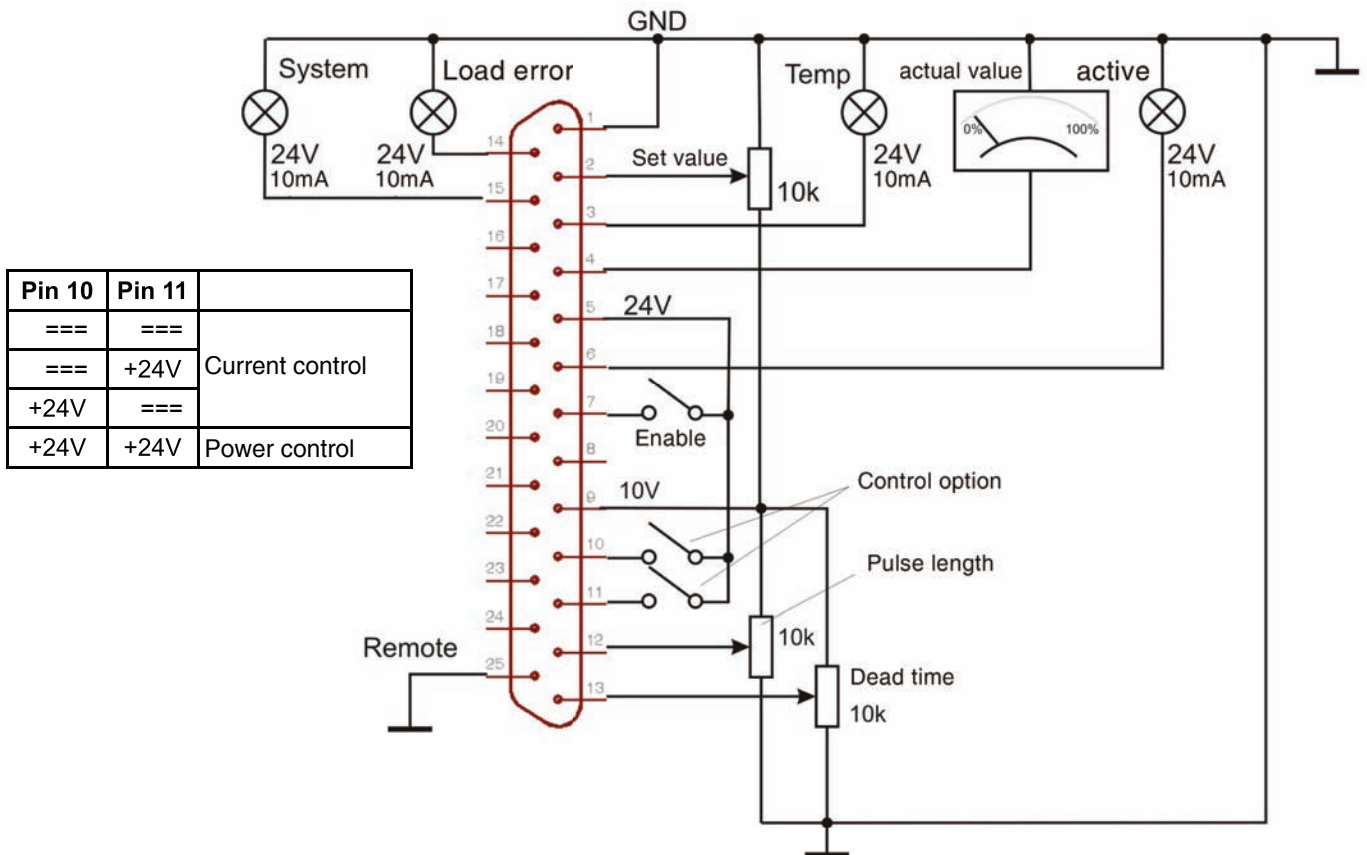 GND
System
Load error
Temp
actual value
active
0%
100%
24V
10mA
24V
10mA
Set value
10k
24V
10mA
24V
10mA
1
2
3
4
5
6
7
8
9
10
11
12
13
14
15
16
17
18
19
20
21
22
23
24
25
24V
Enable
10V
Control option
Pulse length
10k
Dead time
10k
Remote
Pin 10 Pin 11
=== ===
=== +24V Current control
+24V ===
+24V +24V Power control